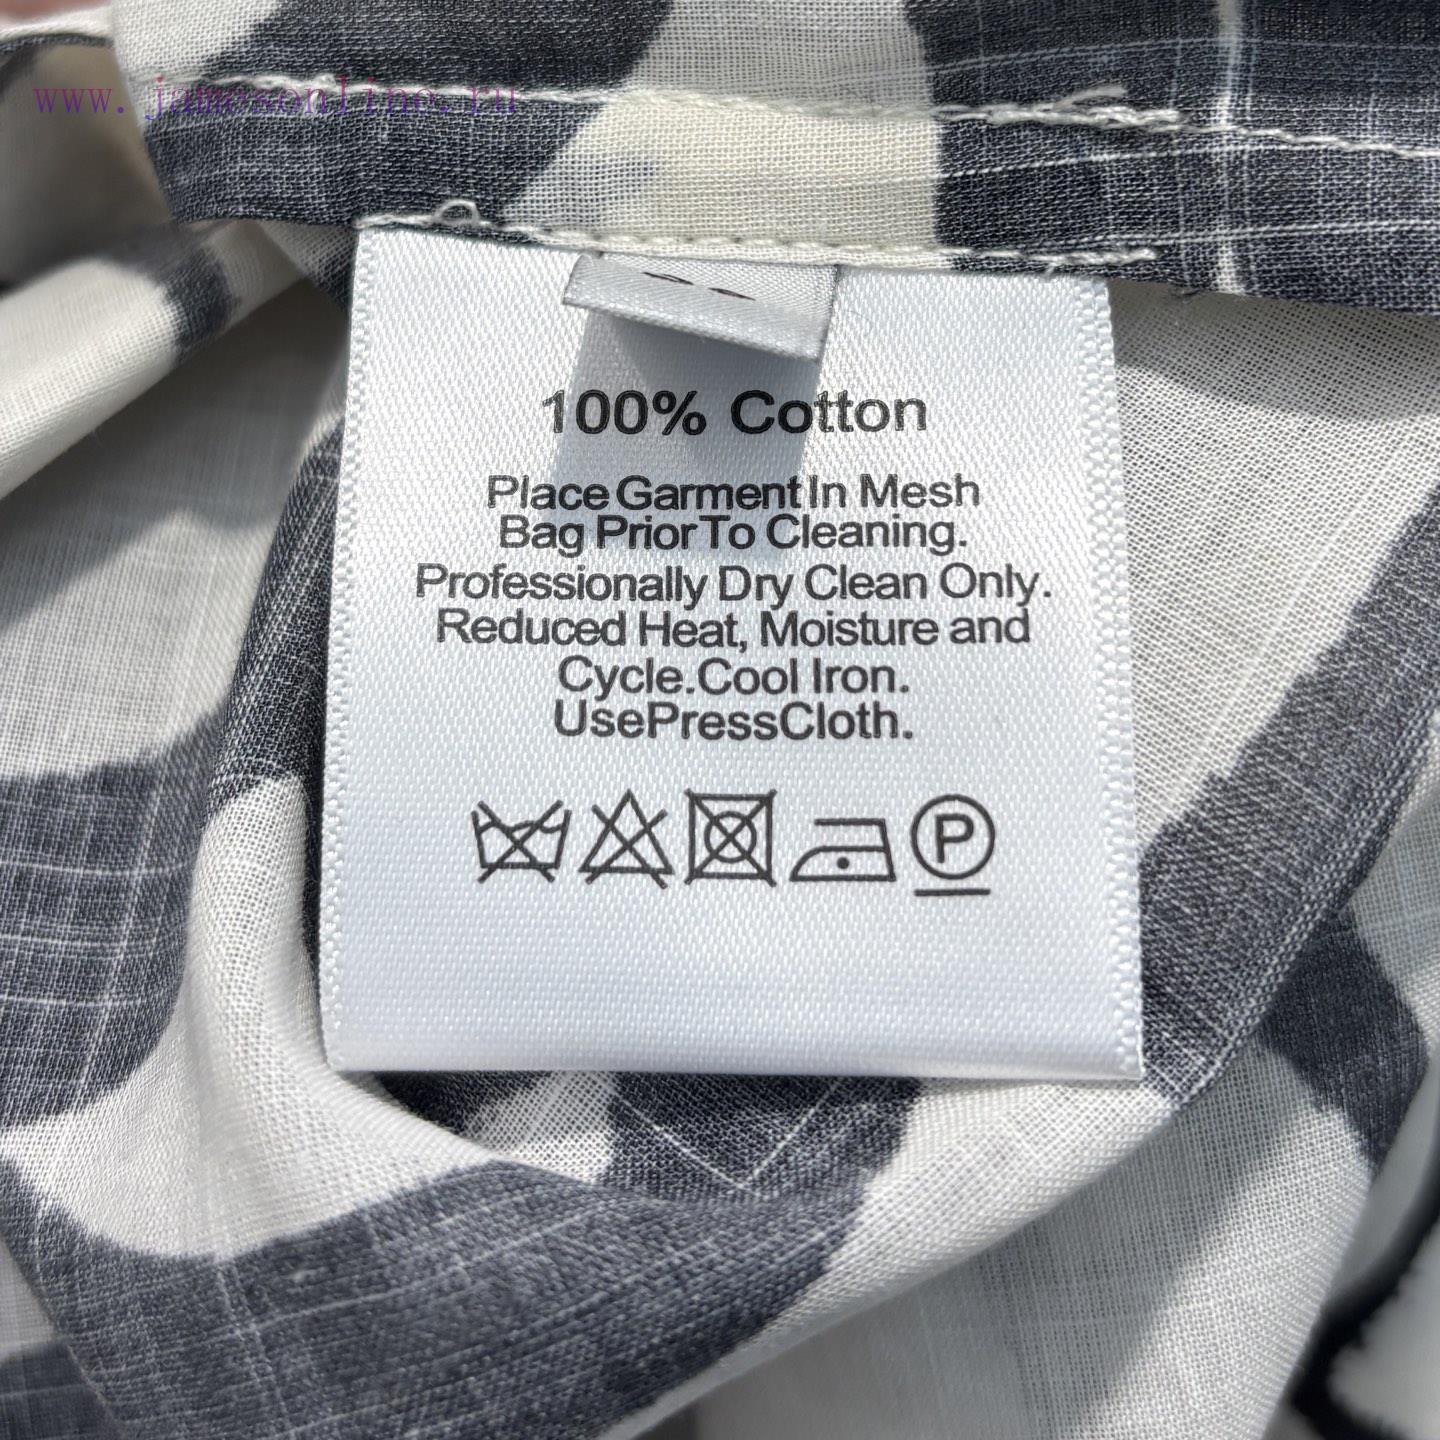 www.jamesonline.ru
100% Cotton
Place Garment In Mesh
Bag Prior To Cleaning.
Professionally Dry Clean Only.
Reduced Heat, Moisture and
Cycle.Cool Iron.
UsePressCloth.
P